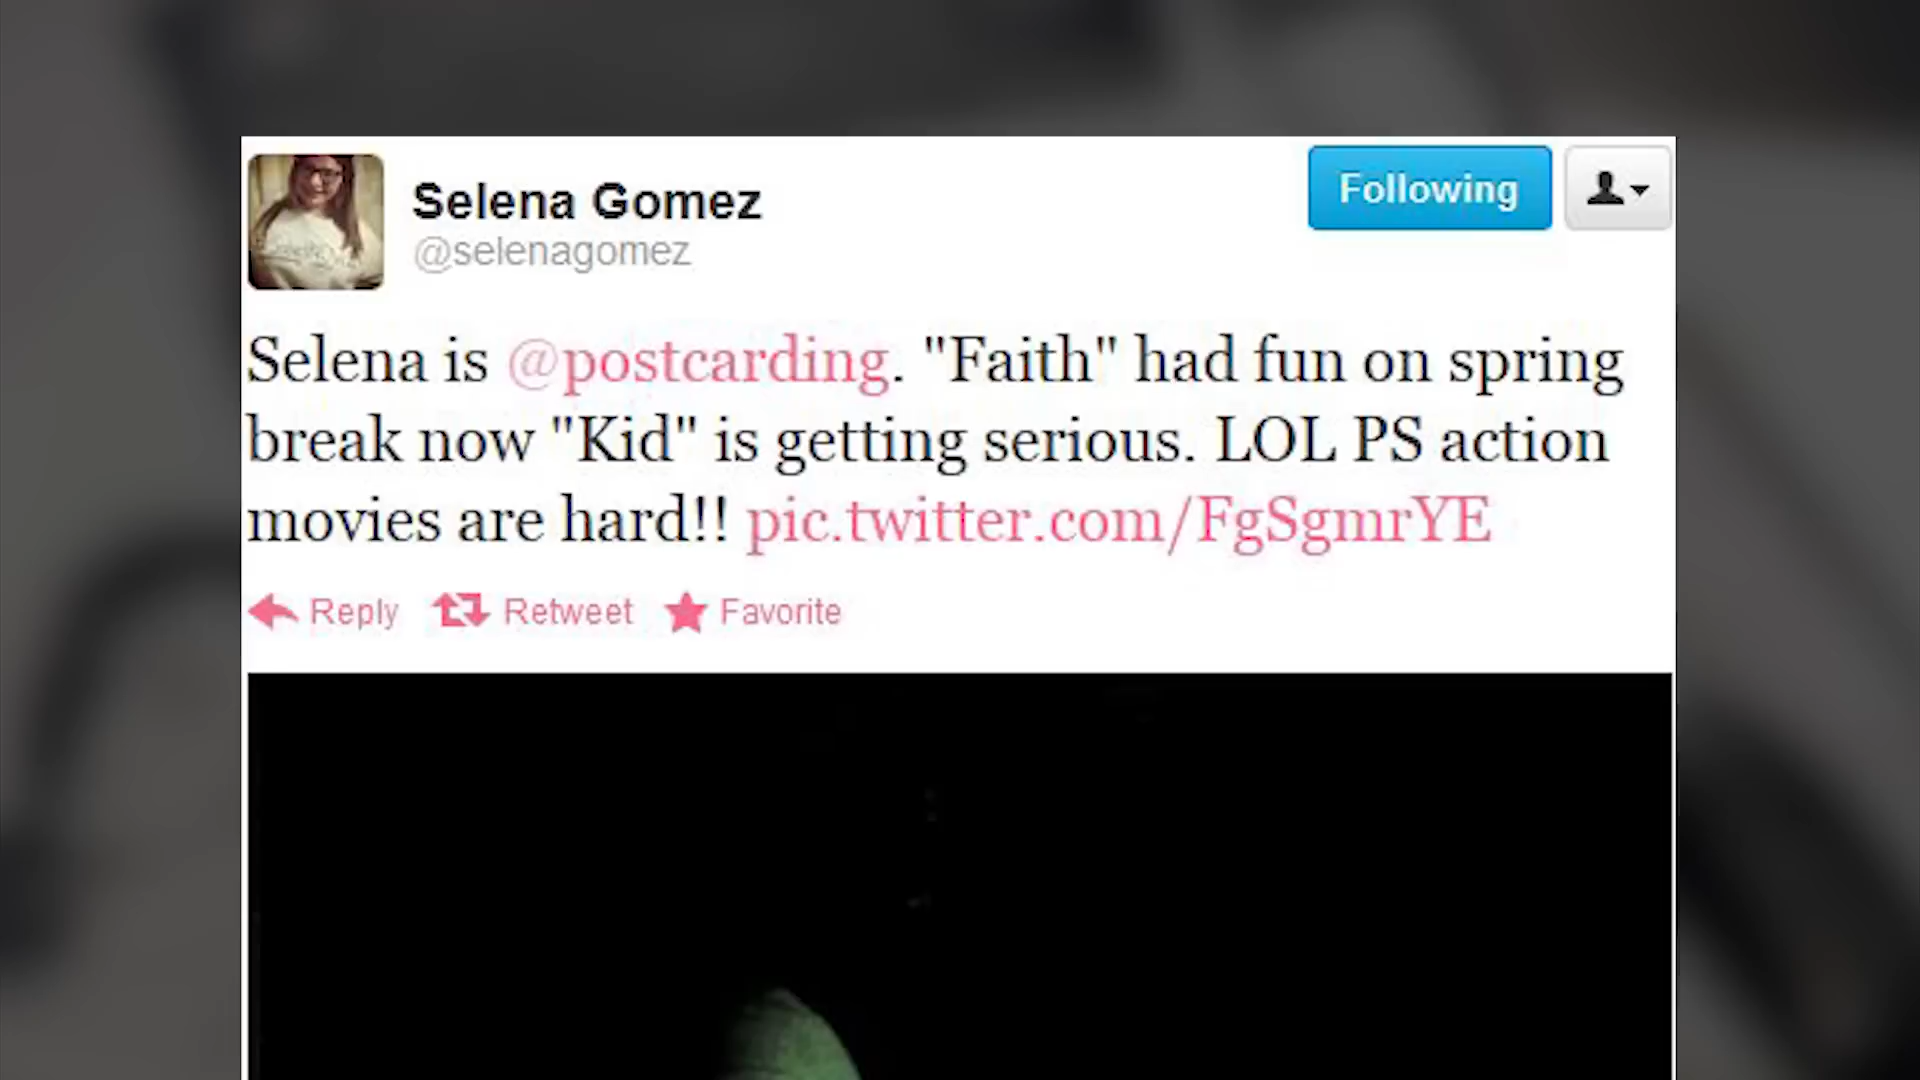 Selena Gomez
@selenagomez
Following
Selena is @postcarding. "Faith" had fun on spring
break now "Kid" is getting serious. LOL PS action
movies are hard!! pic.twitter.com/FgSgmrYE
Reply Retweet Favorite